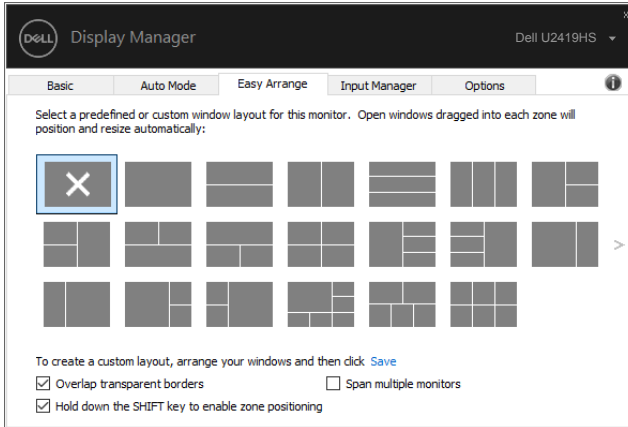 DELL Display Manager Dell U2419HS
Basic Auto Mode Easy Arrange Input Manager Options
Select a predefined or custom window layout for this monitor. Open windows dragged into each zone will
position and resize automatically:
To create a custom layout, arrange your windows and then click Save
Overlap transparent borders Span multiple monitors
Hold down the SHIFT key to enable zone positioning